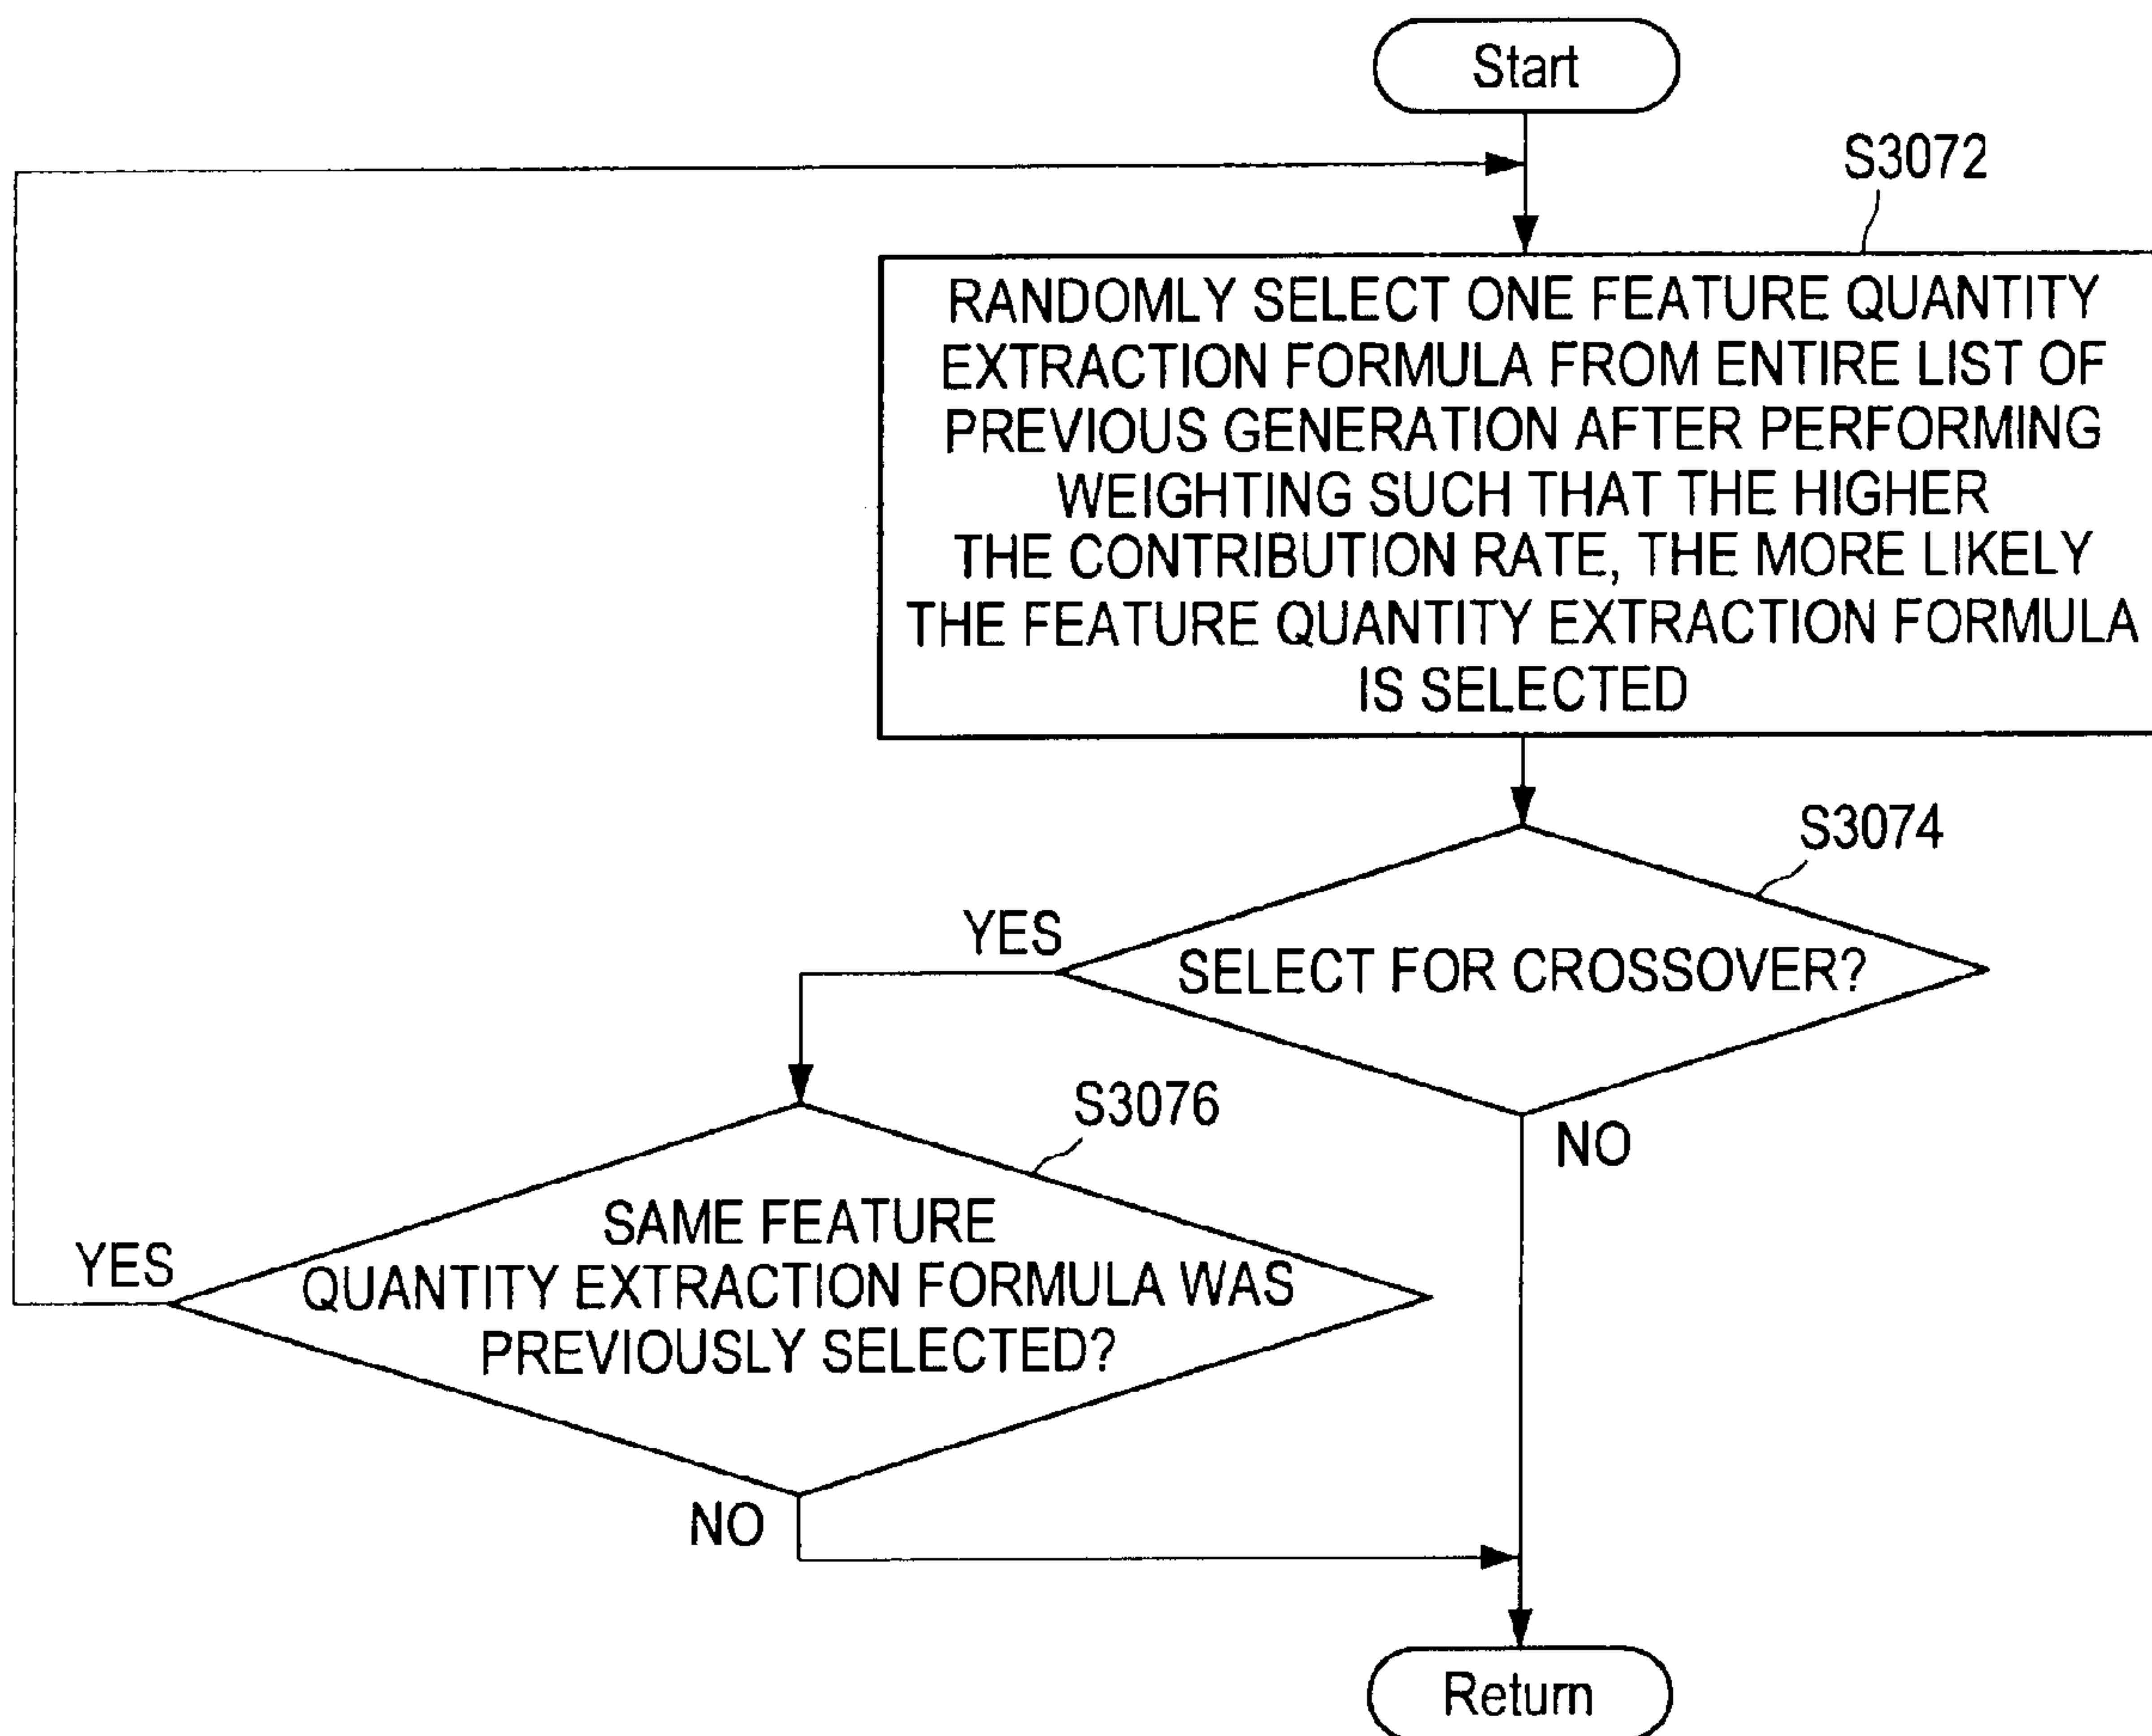 Start
S3072
RANDOMLY SELECT ONE FEATURE QUANTITY
EXTRACTION FORMULA FROM ENTIRE LIST OF
PREVIOUS GENERATION AFTER PERFORMING
WEIGHTING SUCH THAT THE HIGHER
THE CONTRIBUTION RATE, THE MORE LIKELY
THE FEATURE QUANTITY EXTRACTION FORMULA
IS SELECTED
S3074
YES
SELECT FOR CROSSOVER?
NO
S3076
YES
SAME FEATURE
QUANTITY EXTRACTION FORMULA WAS
PREVIOUSLY SELECTED?
NO
Return